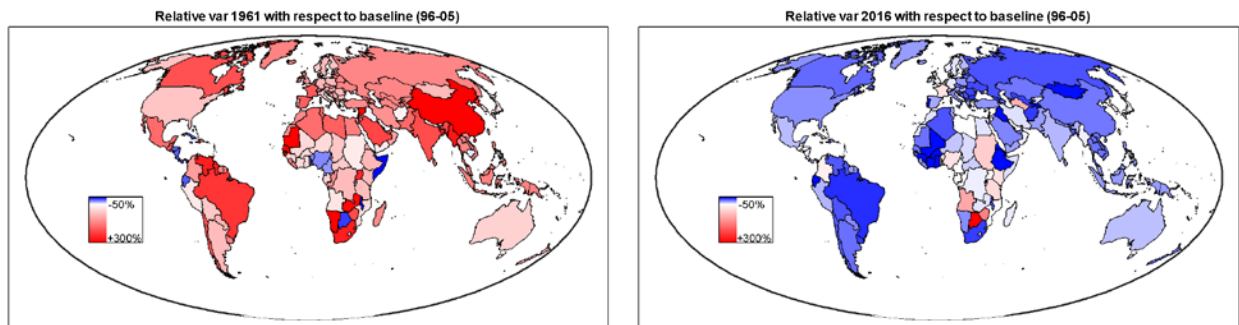 Relative var 1961 with respect to baseline (96-05)
-50%
+300%
Relative var 2016 with respect to baseline (96-05)
-50%
+300%